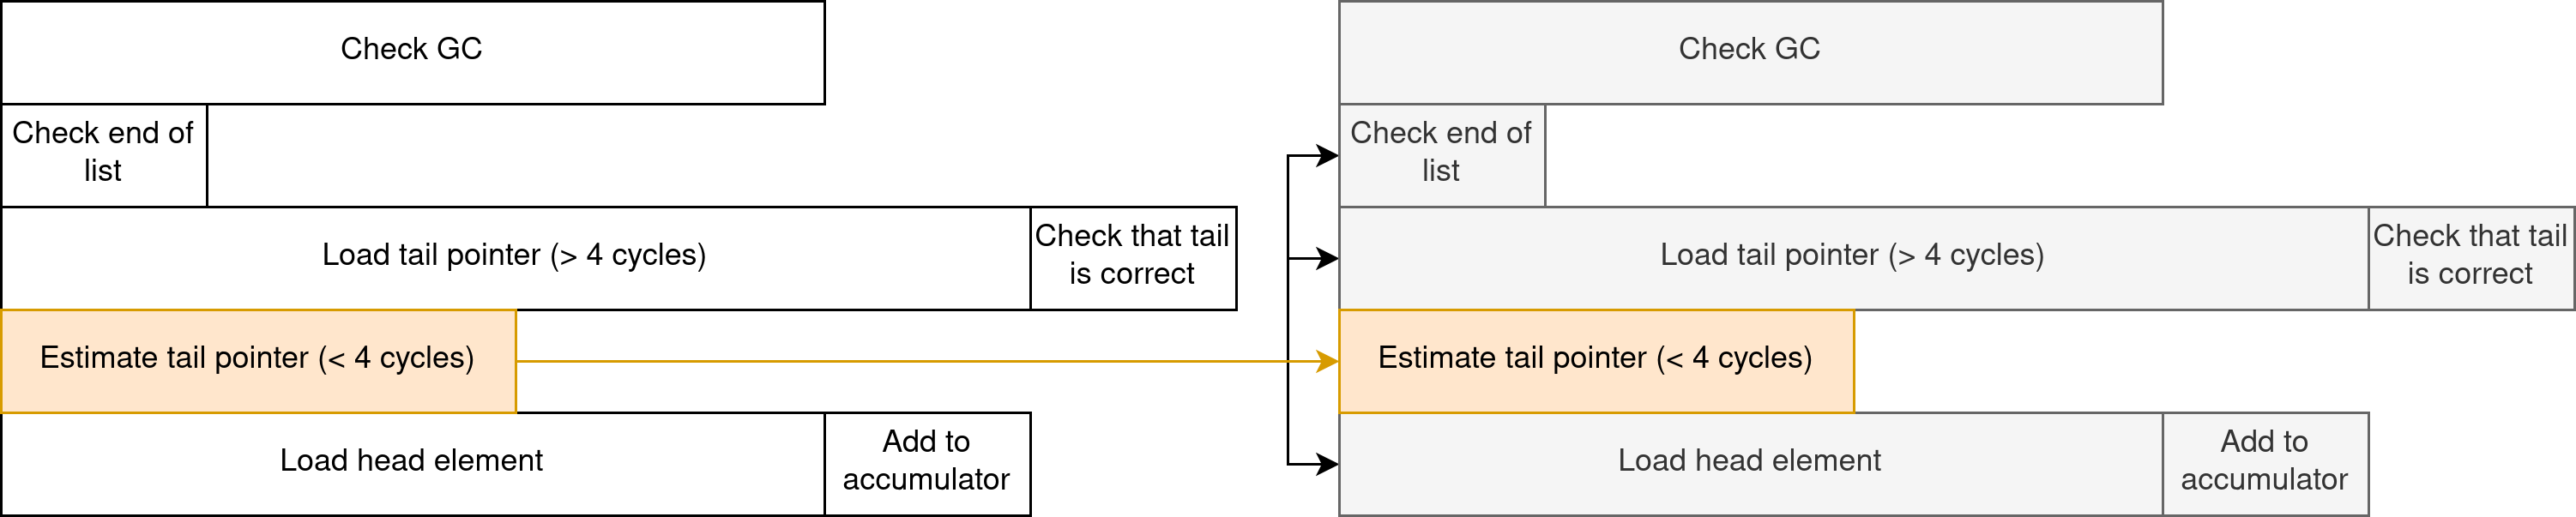 Check GC
Check end of
list
Load tail pointer (> 4 cycles)
Check that tail
is correct
Estimate tail pointer (< 4 cycles)
Load head element
Add to
accumulator
Check GC
Check end of
list
Load tail pointer (> 4 cycles)
Check that tail
is correct
Estimate tail pointer (< 4 cycles)
Load head element
Add to
accumulator